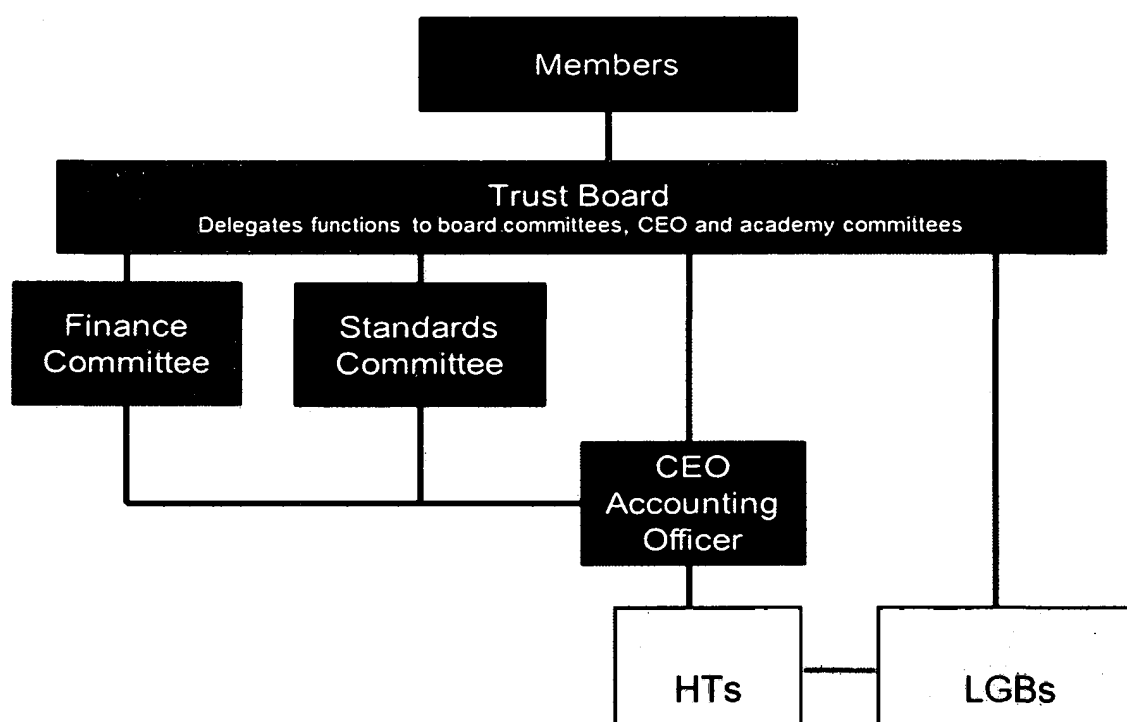 Members
Trust Board
Delegates functions to board committees, CEO and academy committees
Finance
Committee
Standards
Committee
CEO
Accounting
Officer
HTs
LGBs